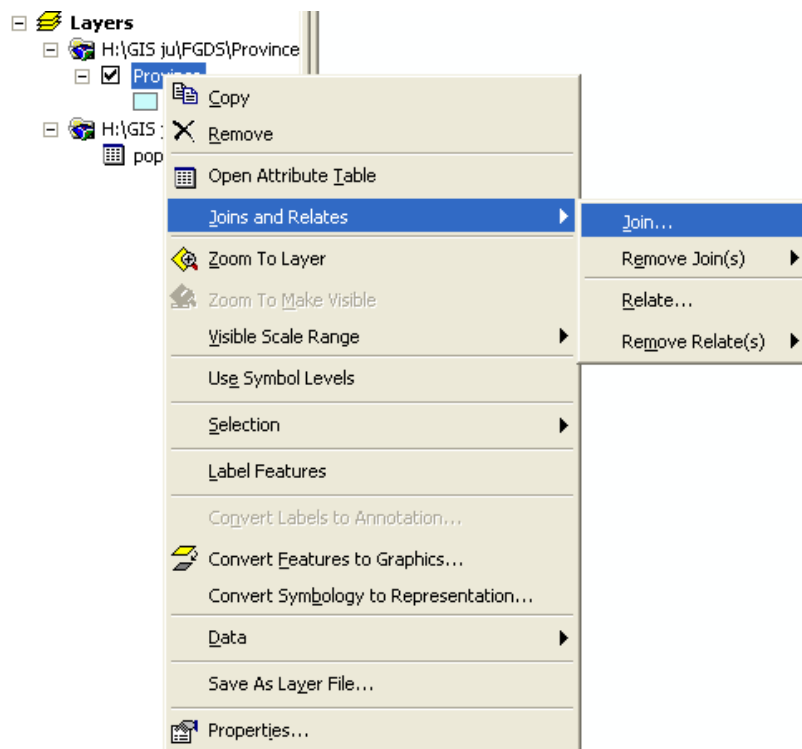 Layers
H:\GIS ju\FGDS\Province
Province
H:\GIS j
pop
Copy
Remove
Open Attribute Table
Joins and Relates
Zoom To Layer
Zoom To Make Visible
Visible Scale Range
Use Symbol Levels
Selection
Label Features
Convert Labels to Annotation...
Convert Features to Graphics...
Convert Symbology to Representation...
Data
Save As Layer File...
Properties...
Join...
Remove Join(s)
Relate...
Remove Relate(s)